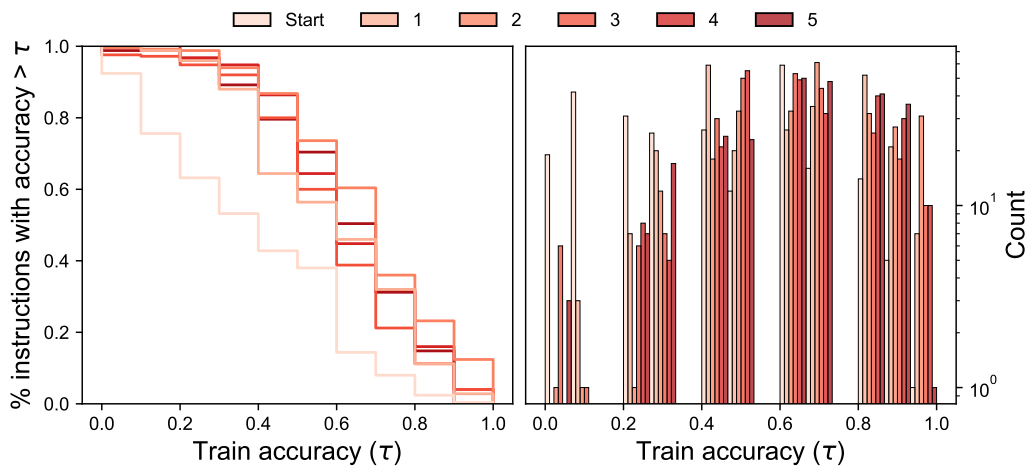 Start 1 2 3 4 5
% instructions with accuracy > τ
1.0
0.8
0.6
0.4
0.2
0.0
0.0 0.2 0.4 0.6 0.8 1.0
Train accuracy (τ)
10¹
10⁰
Count
0.0 0.2 0.4 0.6 0.8 1.0
Train accuracy (τ)